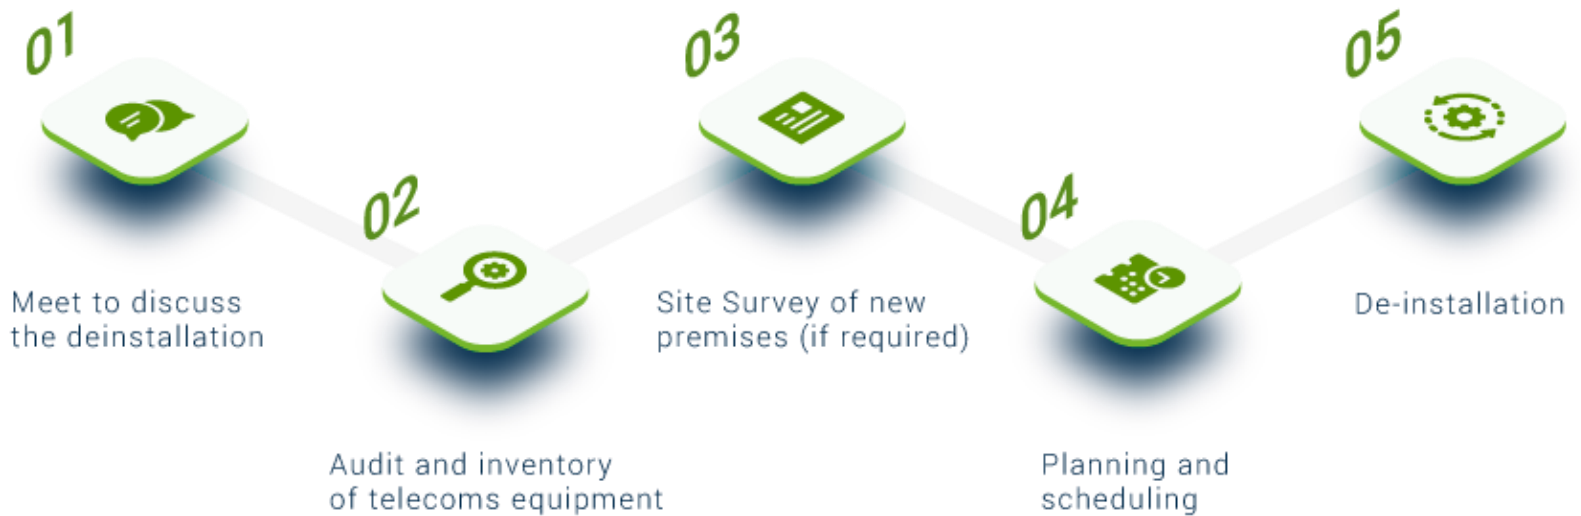 01
Meet to discuss
the deinstallation
02
Audit and inventory
of telecoms equipment
03
Site Survey of new
premises (if required)
04
Planning and
scheduling
05
De-installation